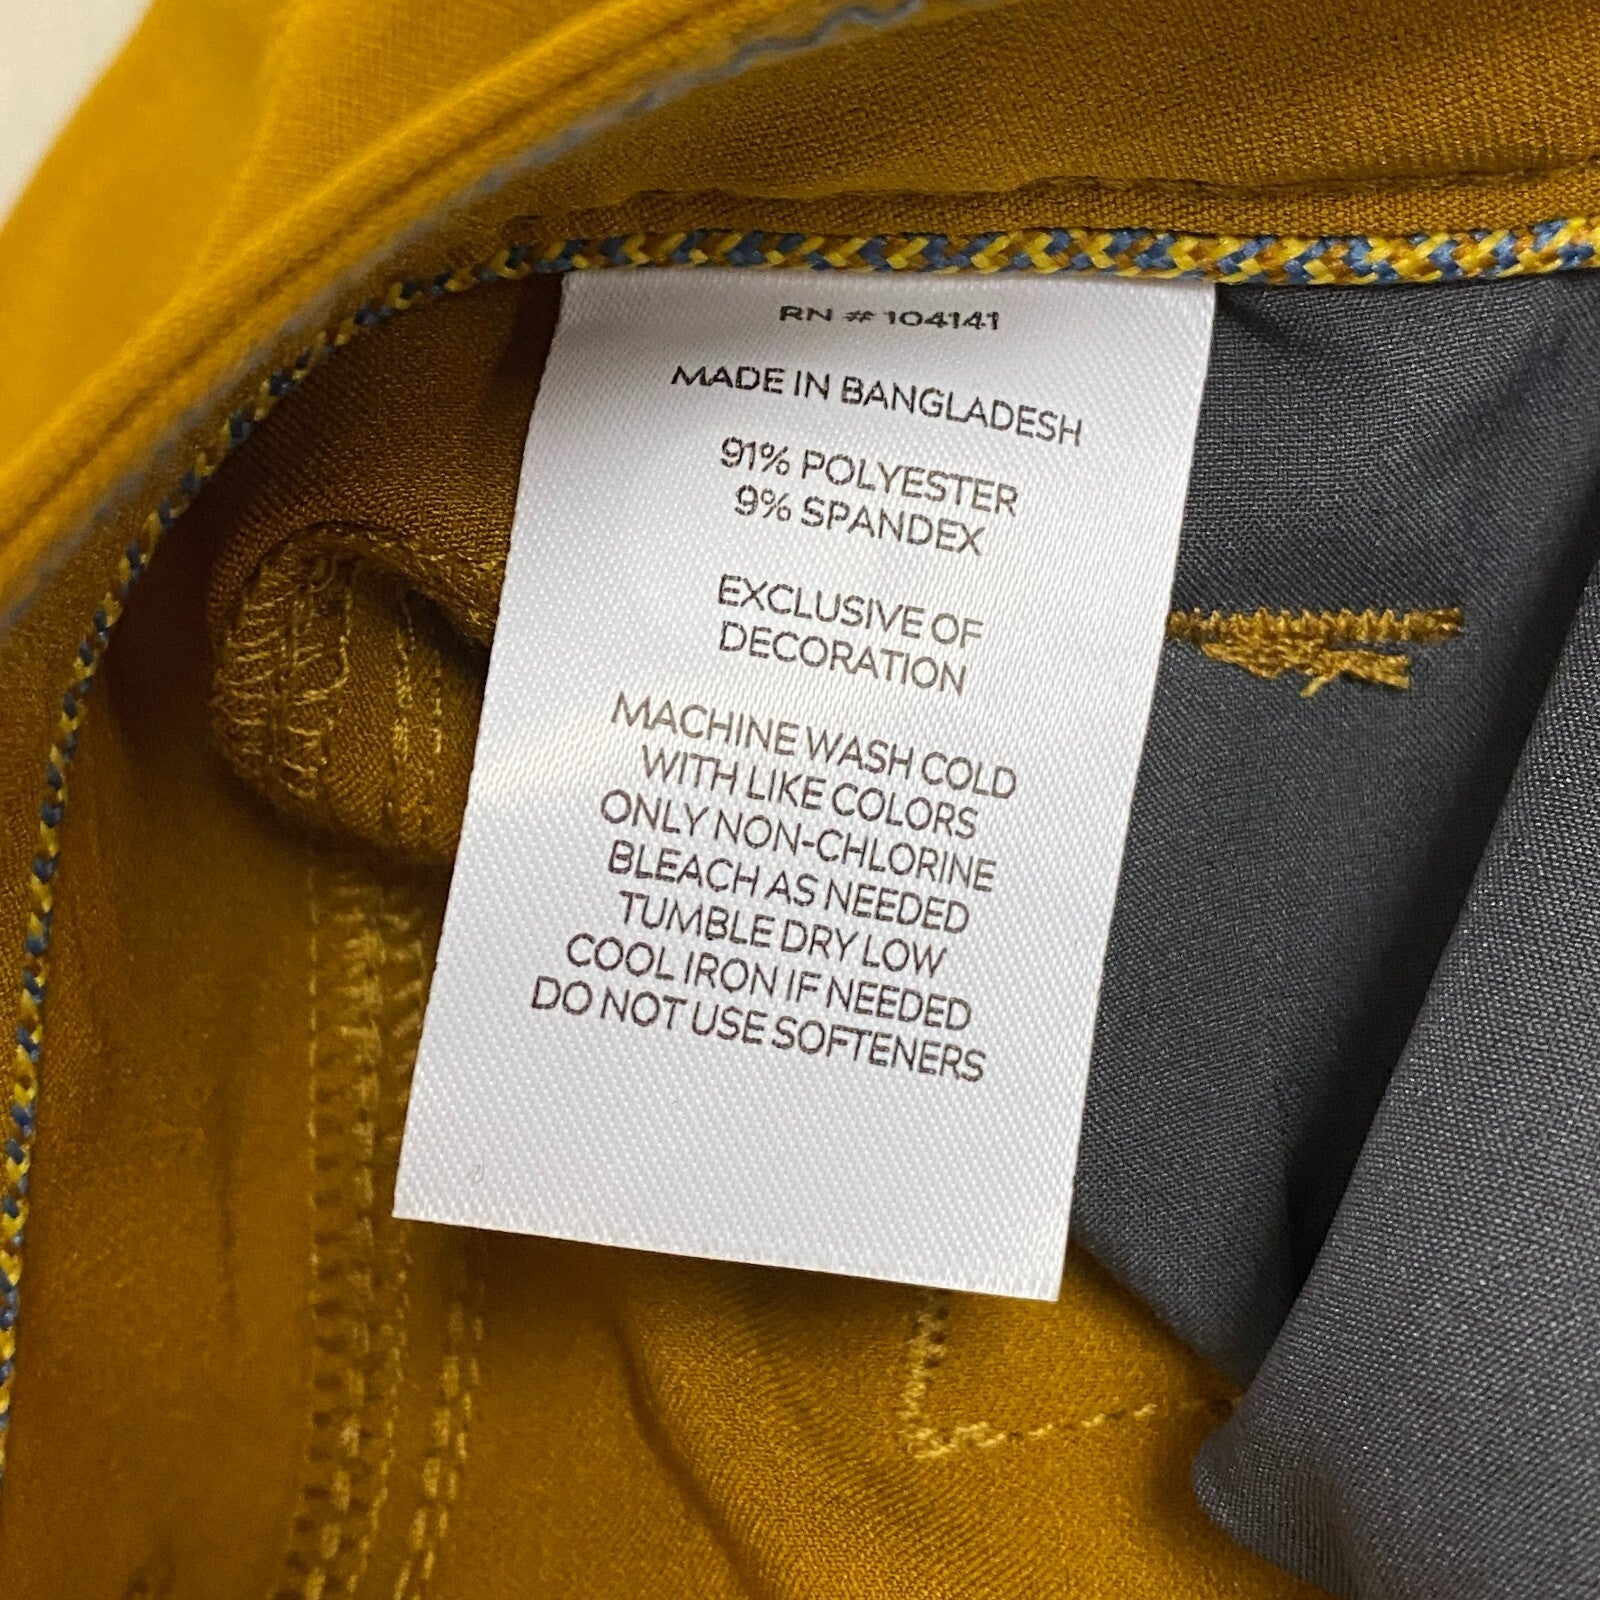 RN # 104141
MADE IN BANGLADESH
91% POLYESTER
9% SPANDEX
EXCLUSIVE OF
DECORATION
MACHINE WASH COLD
WITH LIKE COLORS
ONLY NON-CHLORINE
BLEACH AS NEEDED
TUMBLE DRY LOW
COOL IRON IF NEEDED
DO NOT USE SOFTENERS